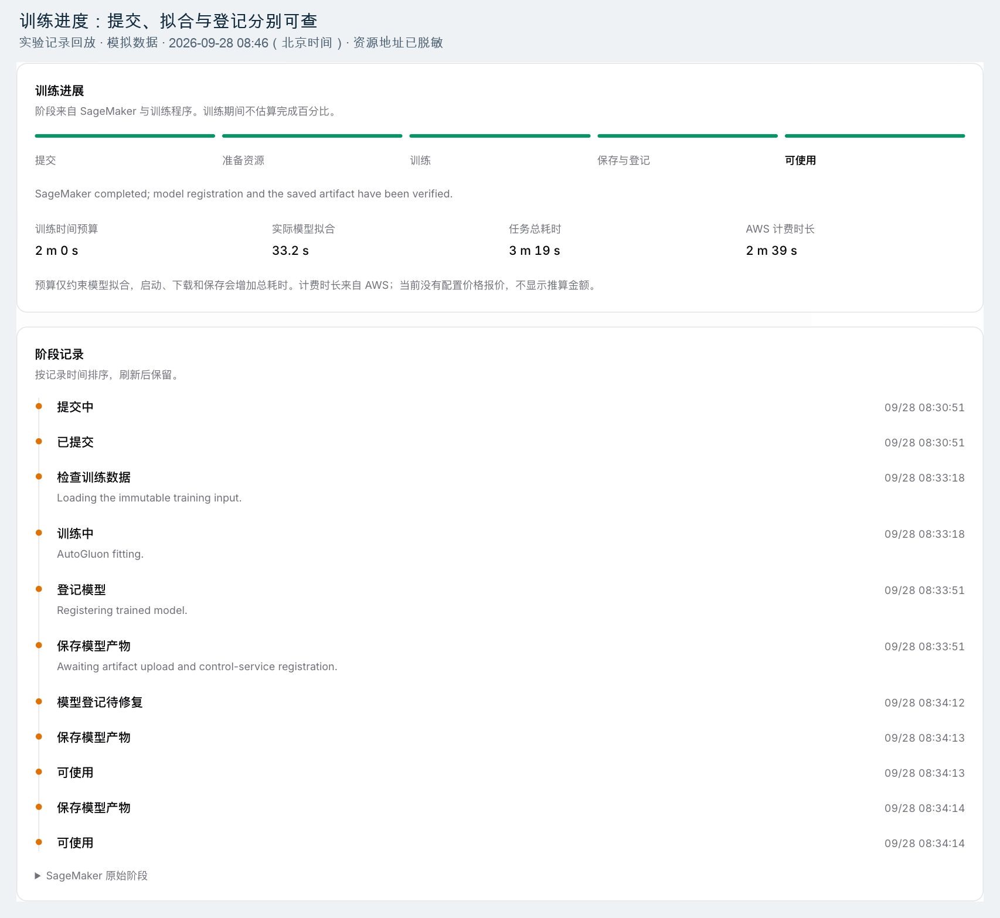 训练进度：提交、拟合与登记分别可查
实验记录回放 · 模拟数据 · 2026-09-28 08:46（北京时间）· 资源地址已脱敏
训练进展
阶段来自 SageMaker 与训练程序。训练期间不估算完成百分比。
提交 准备资源 训练 保存与登记 可使用
SageMaker completed; model registration and the saved artifact have been verified.
训练时间预算 实际模型拟合 任务总耗时 AWS 计费时长
2 m 0 s 33.2 s 3 m 19 s 2 m 39 s
预算仅约束模型拟合，启动、下载和保存会增加总耗时。计费时长来自 AWS；当前没有配置价格报价，不显示推算金额。
阶段记录
按记录时间排序，刷新后保留。
提交中 09/28 08:30:51
已提交 09/28 08:30:51
检查训练数据 09/28 08:33:18
Loading the immutable training input.
训练中 09/28 08:33:18
AutoGluon fitting.
登记模型 09/28 08:33:51
Registering trained model.
保存模型产物 09/28 08:33:51
Awaiting artifact upload and control-service registration.
模型登记待修复 09/28 08:34:12
保存模型产物 09/28 08:34:13
可使用 09/28 08:34:13
保存模型产物 09/28 08:34:14
可使用 09/28 08:34:14
▶ SageMaker 原始阶段